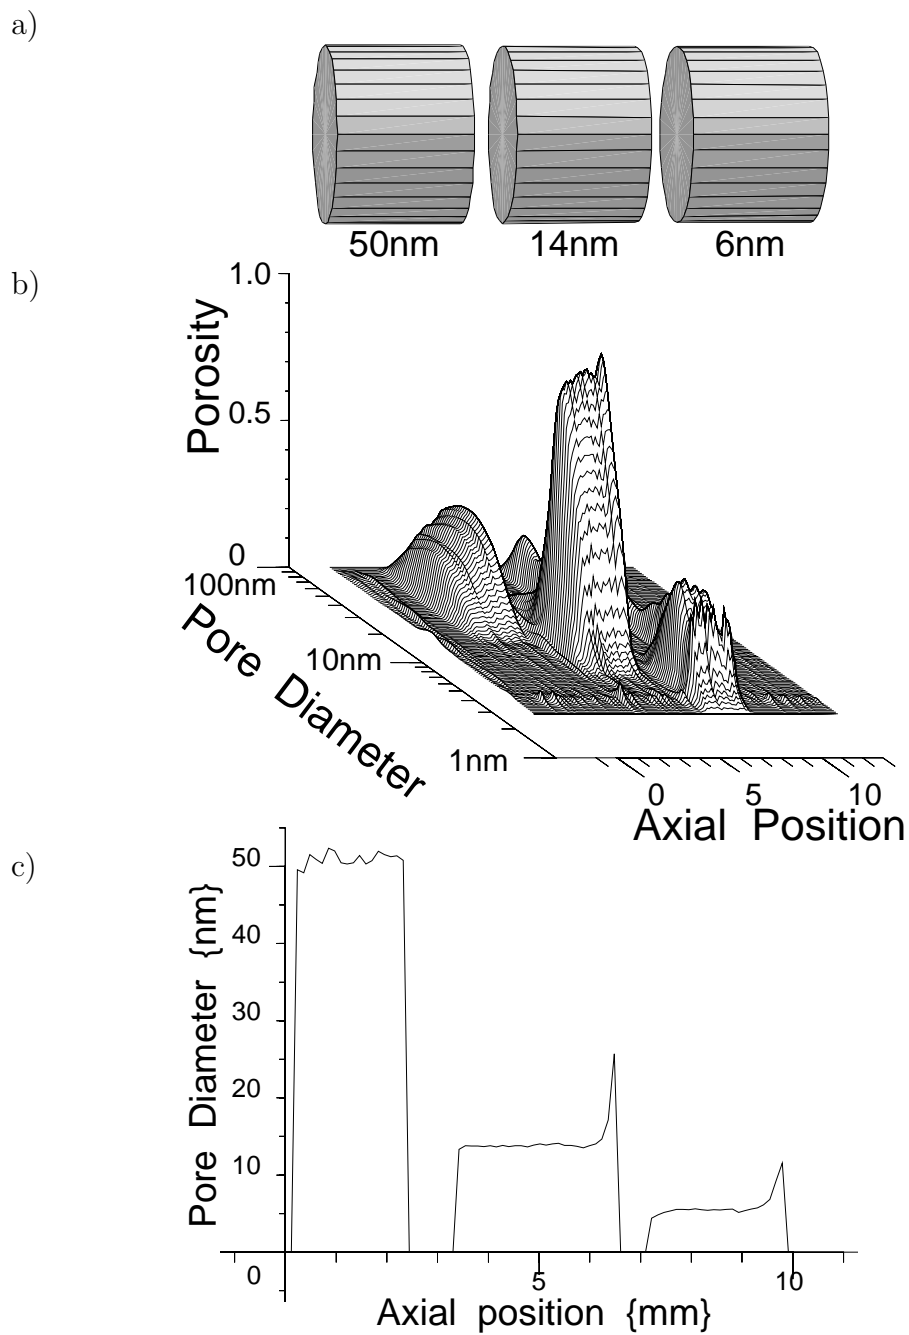 a)
50nm 14nm 6nm
b)
1.0
Porosity
0.5
0
100nm
10nm
1nm
Pore Diameter
0 5 10
Axial Position
c)
50
40
30
20
10
0
Pore Diameter {nm}
5 10
Axial position {mm}